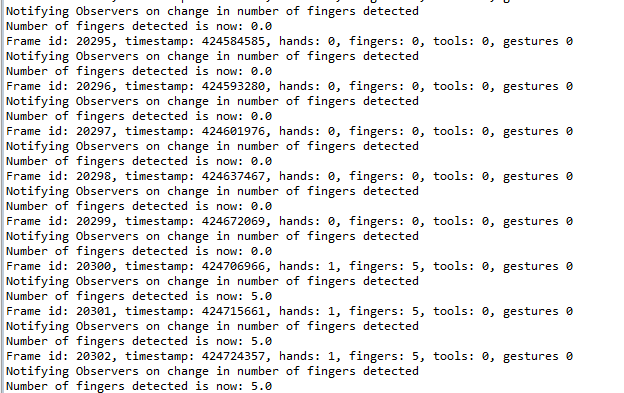 Notifying Observers on change in number of fingers detected
Number of fingers detected is now: 0.0
Frame id: 20295, timestamp: 424584585, hands: 0, fingers: 0, tools: 0, gestures 0
Notifying Observers on change in number of fingers detected
Number of fingers detected is now: 0.0
Frame id: 20296, timestamp: 424593280, hands: 0, fingers: 0, tools: 0, gestures 0
Notifying Observers on change in number of fingers detected
Number of fingers detected is now: 0.0
Frame id: 20297, timestamp: 424601976, hands: 0, fingers: 0, tools: 0, gestures 0
Notifying Observers on change in number of fingers detected
Number of fingers detected is now: 0.0
Frame id: 20298, timestamp: 424637467, hands: 0, fingers: 0, tools: 0, gestures 0
Notifying Observers on change in number of fingers detected
Number of fingers detected is now: 0.0
Frame id: 20299, timestamp: 424672069, hands: 0, fingers: 0, tools: 0, gestures 0
Notifying Observers on change in number of fingers detected
Number of fingers detected is now: 0.0
Frame id: 20300, timestamp: 424706966, hands: 1, fingers: 5, tools: 0, gestures 0
Notifying Observers on change in number of fingers detected
Number of fingers detected is now: 5.0
Frame id: 20301, timestamp: 424715661, hands: 1, fingers: 5, tools: 0, gestures 0
Notifying Observers on change in number of fingers detected
Number of fingers detected is now: 5.0
Frame id: 20302, timestamp: 424724357, hands: 1, fingers: 5, tools: 0, gestures 0
Notifying Observers on change in number of fingers detected
Number of fingers detected is now: 5.0